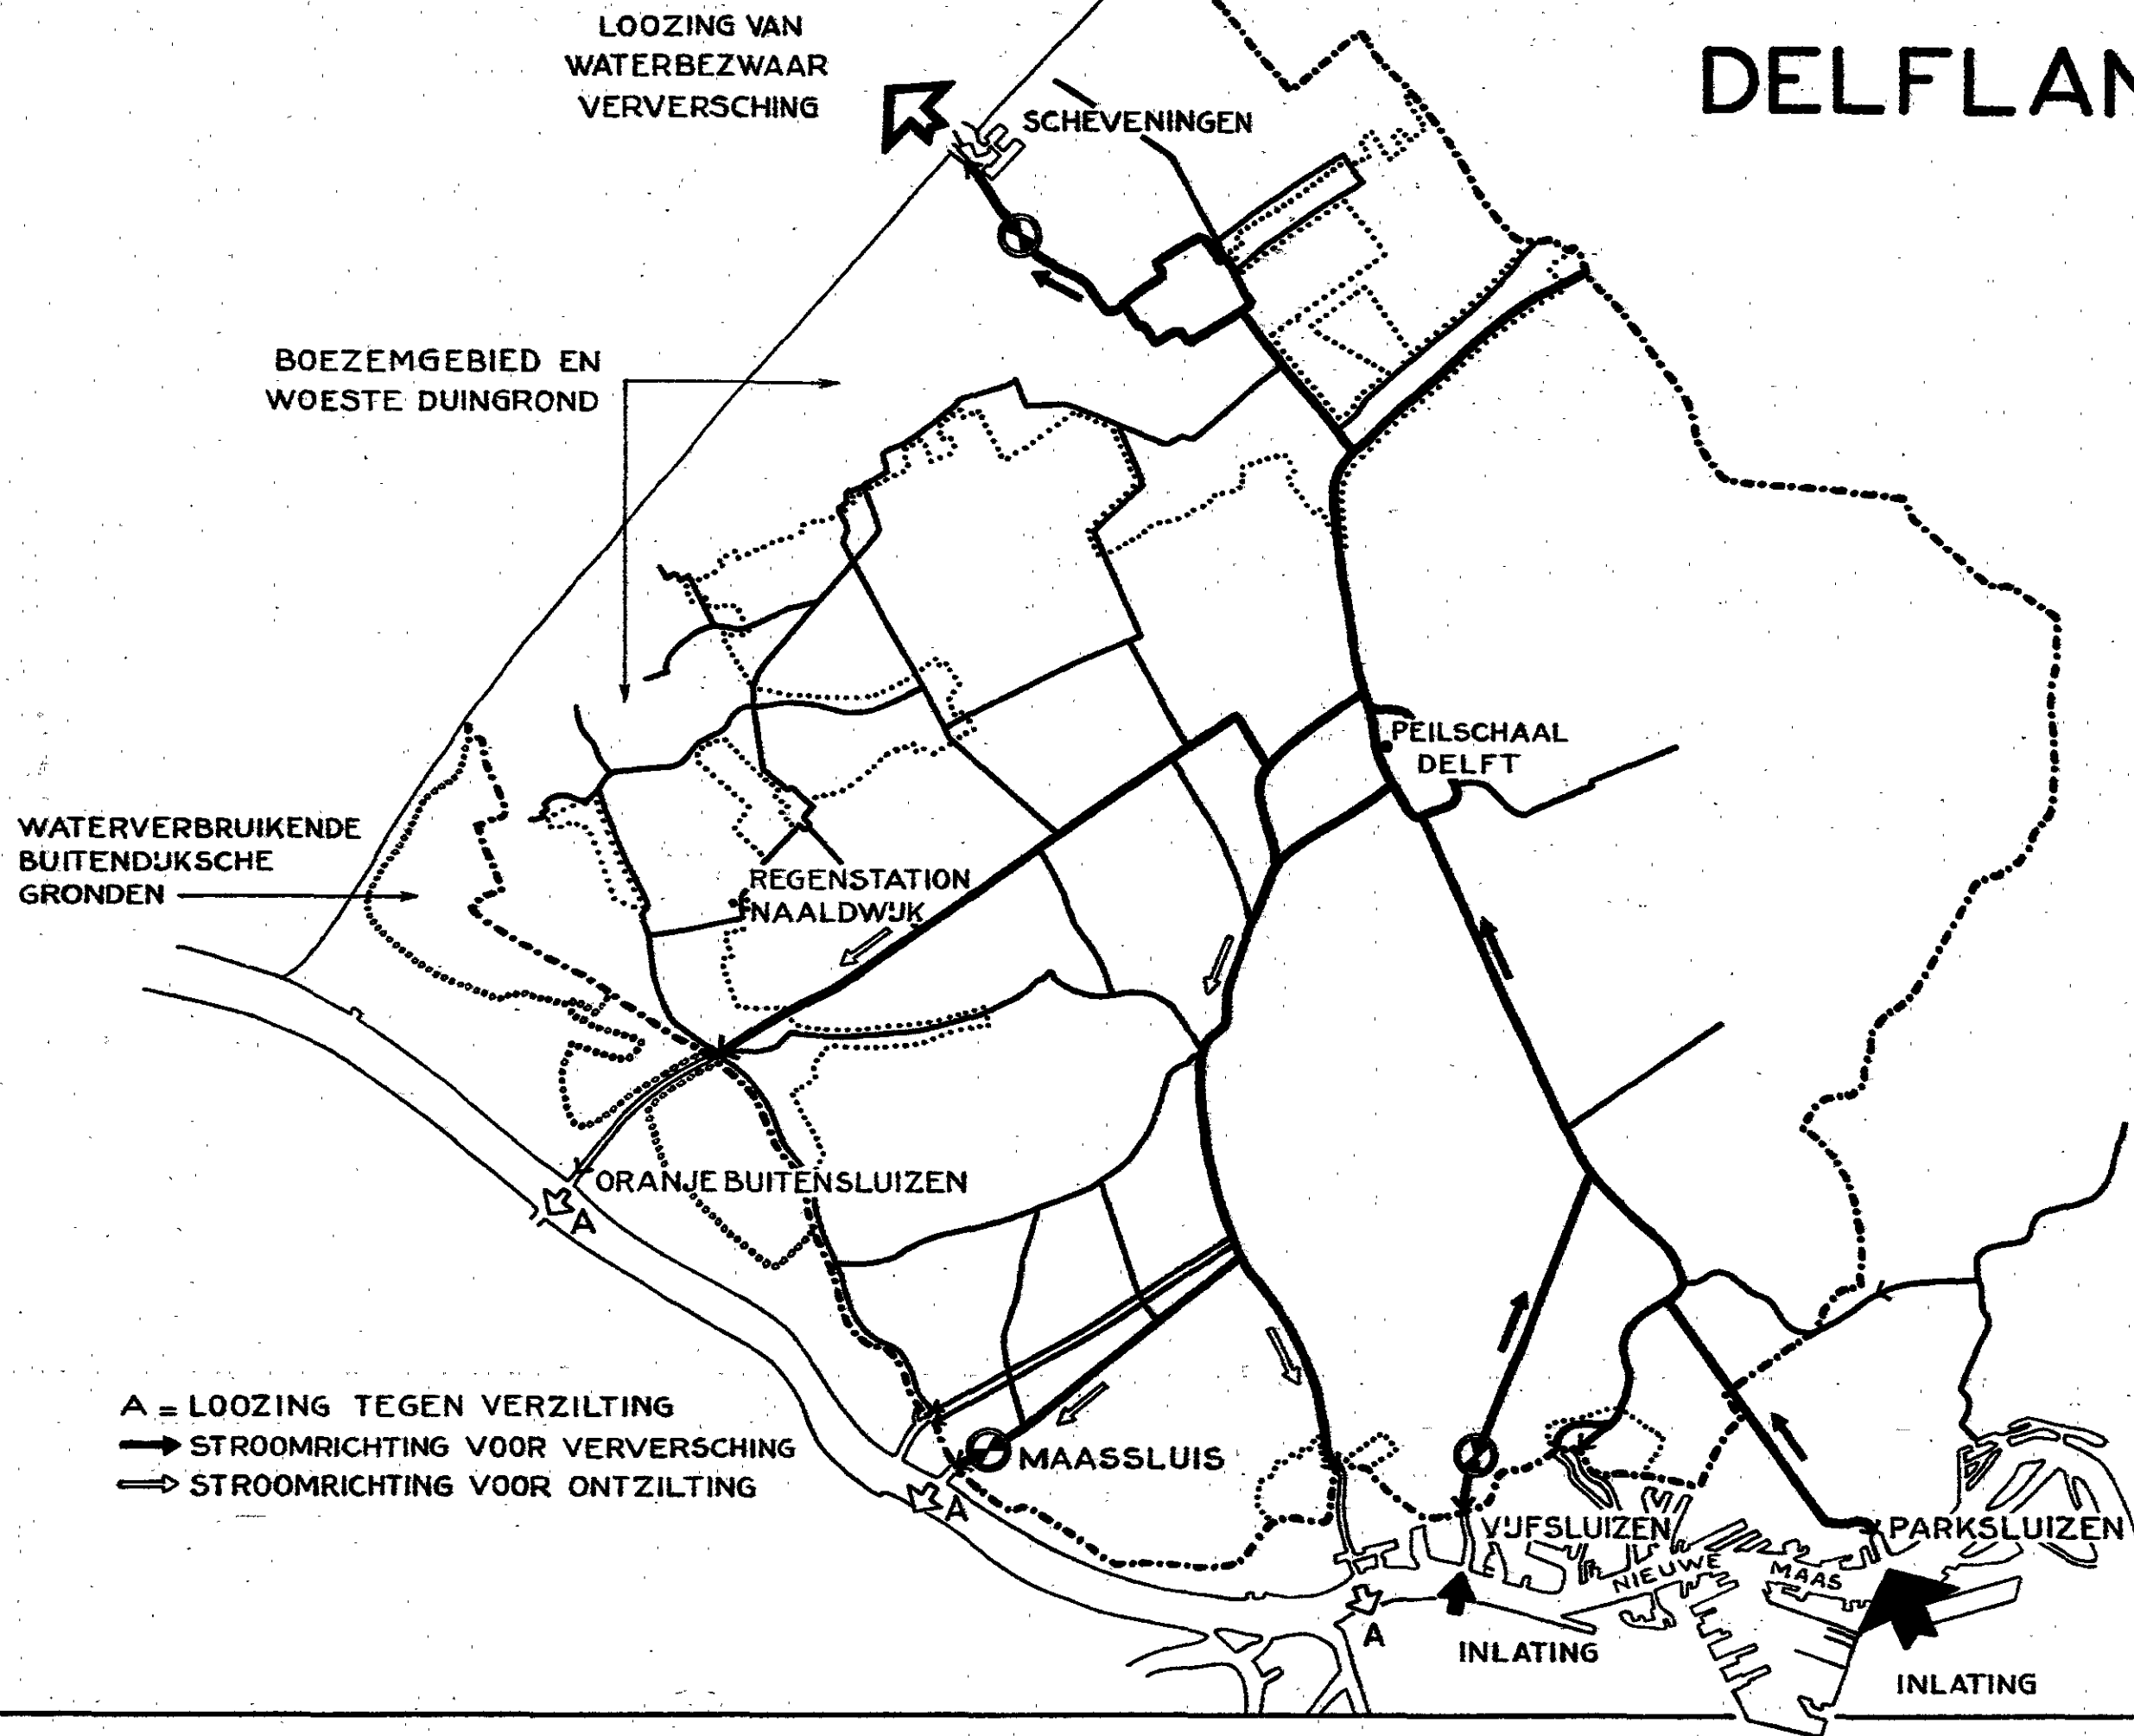 LOOZING VAN
WATERBEZWAAR
VERVERSCHING
DELFLAN
SCHEVENINGEN
BOEZEMGEBIED EN
WOESTE DUINGROND
PEILSCHAAL
DELFT
WATERVERBRUIKENDE
BUITENDIJKSCHE
GRONDEN
REGENSTATION
NAALDWIJK
ORANJE BUITENSLUIZEN
A
A = LOOZING TEGEN VERZILTING
STROOMRICHTING VOOR VERVERSCHING
STROOMRICHTING VOOR ONTZILTING
MAASSLUIS
A
VIJFSLUIZEN
PARKSLUIZEN
NIEUWE MAAS
A
INLATING
INLATING